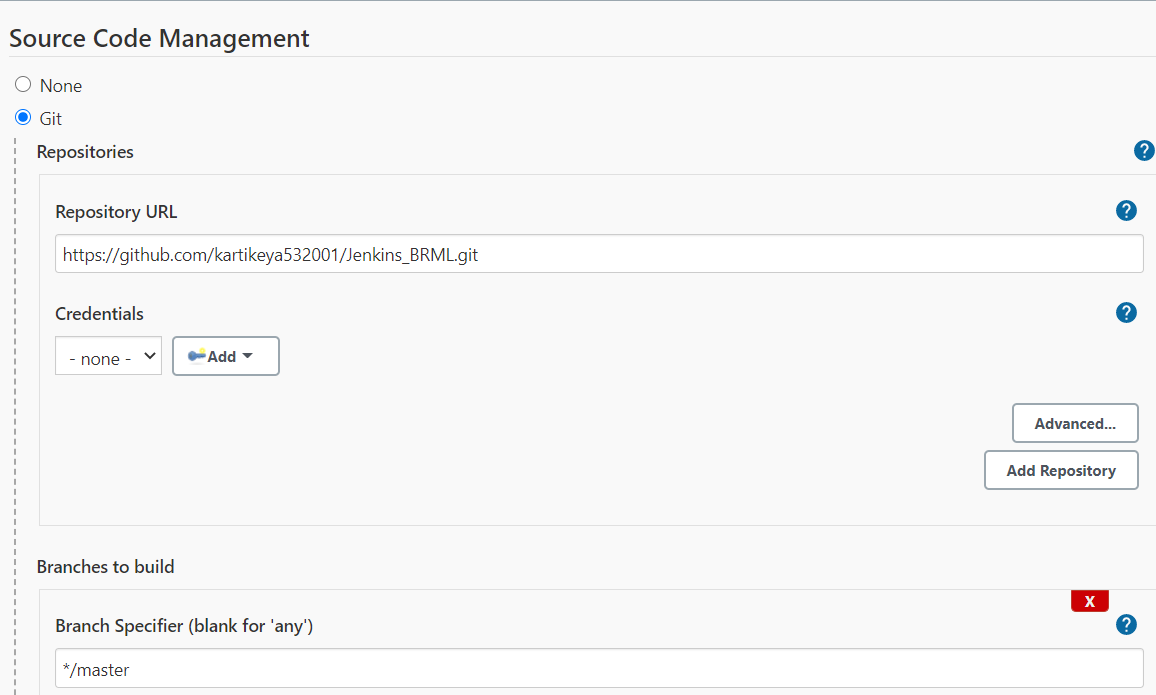 Source Code Management
None
Git
Repositories
?
Repository URL
?
https://github.com/kartikeya532001/Jenkins_BRML.git
Credentials
?
- none -
Add
Advanced...
Add Repository
Branches to build
X
Branch Specifier (blank for 'any')
?
*/master